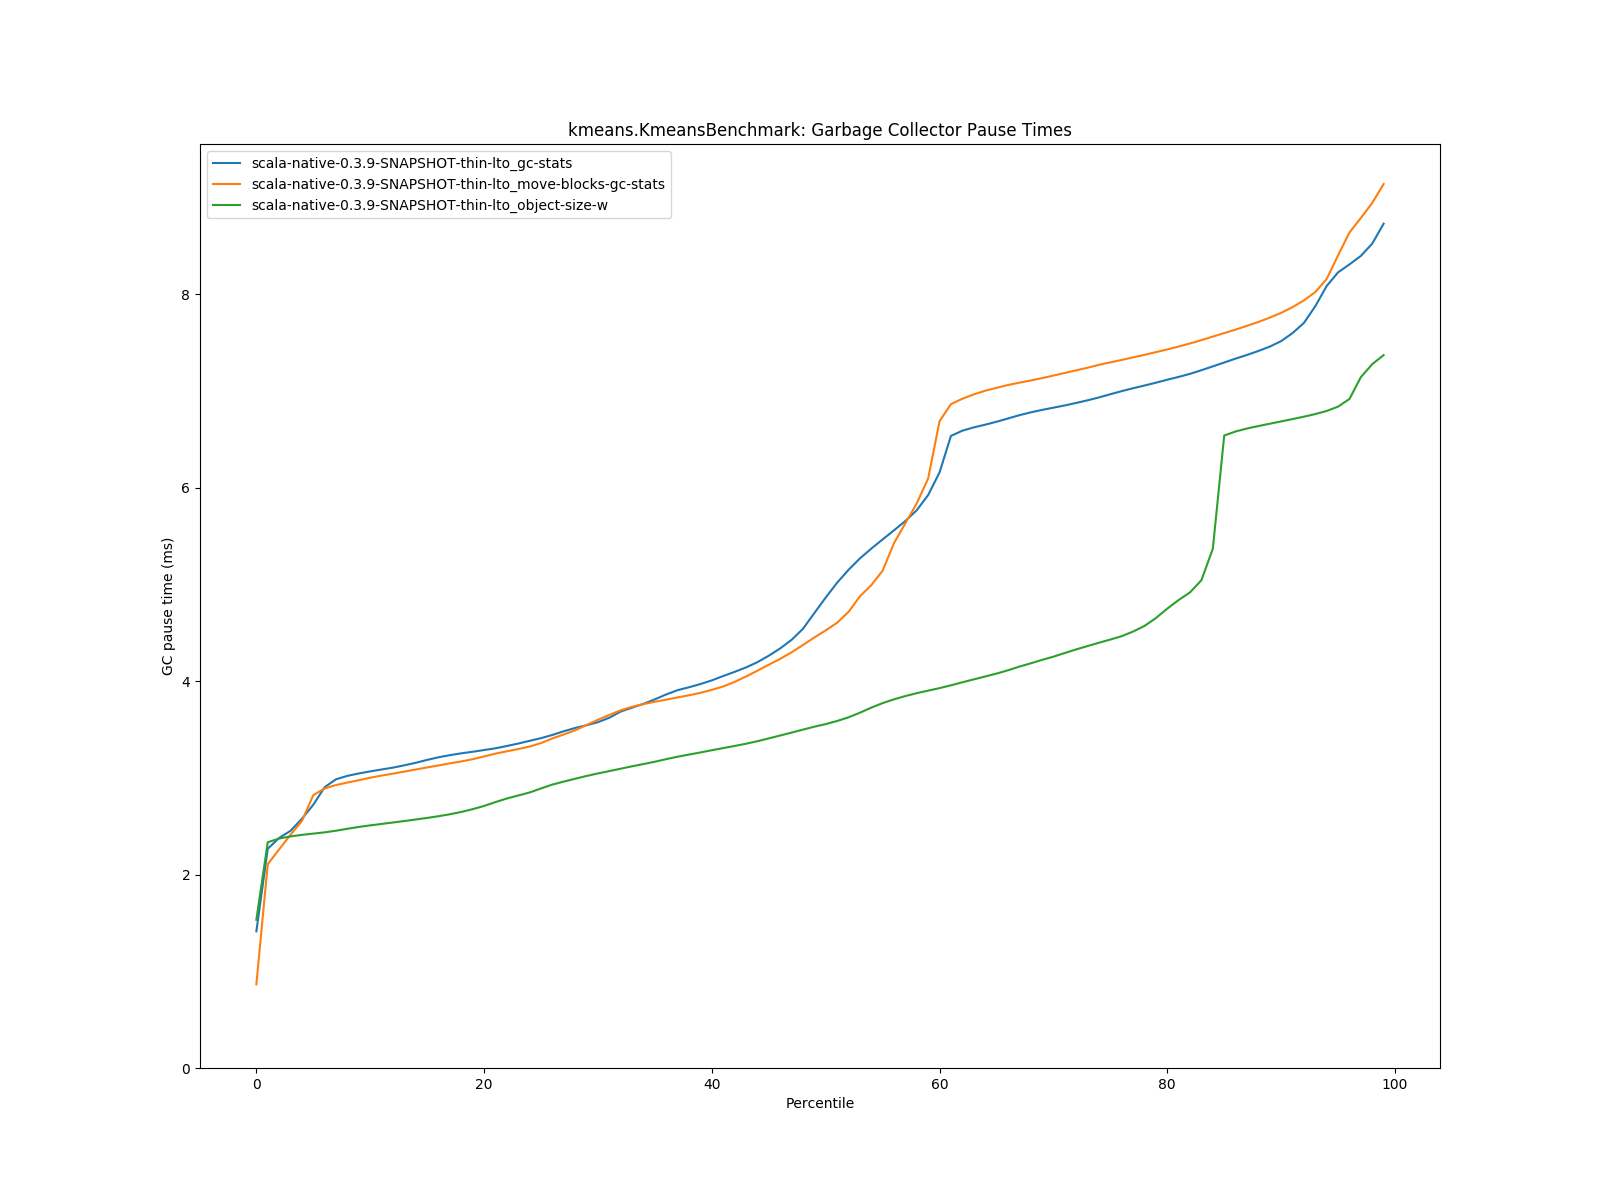 kmeans.KmeansBenchmark: Garbage Collector Pause Times
scala-native-0.3.9-SNAPSHOT-thin-lto_gc-stats
scala-native-0.3.9-SNAPSHOT-thin-lto_move-blocks-gc-stats
scala-native-0.3.9-SNAPSHOT-thin-lto_object-size-w
8
6
GC pause time (ms)
4
2
0
0 20 40 60 80 100
Percentile